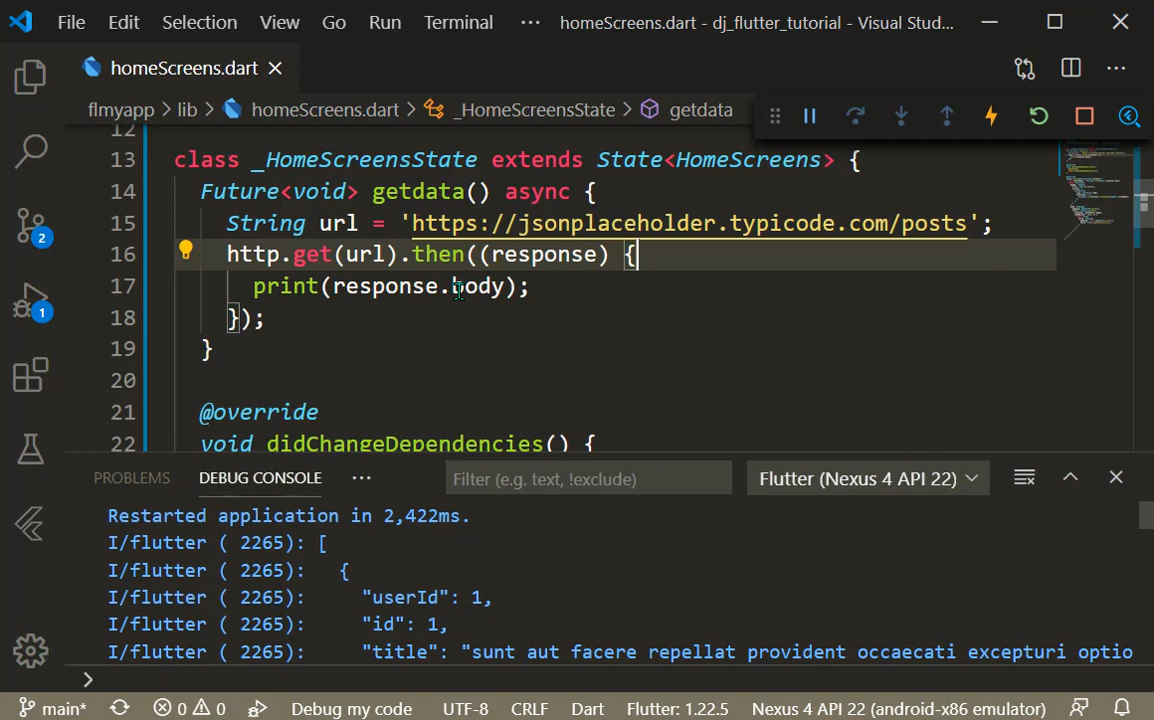 File Edit Selection View Go Run Terminal ··· homeScreens.dart - dj_flutter_tutorial - Visual Stud...
homeScreens.dart
flmyapp > lib > homeScreens.dart > _HomeScreensState > getdata
12
13 class _HomeScreensState extends State<HomeScreens> {
14 Future<void> getdata() async {
15 String url = 'https://jsonplaceholder.typicode.com/posts';
16 http.get(url).then((response) {
17 print(response.body);
18 });
19 }
20
21 @override
22 void didChangeDependencies() {
2
1
PROBLEMS DEBUG CONSOLE ··· Filter (e.g. text, !exclude) Flutter (Nexus 4 API 22)
Restarted application in 2,422ms.
I/flutter ( 2265): [
I/flutter ( 2265): {
I/flutter ( 2265): "userId": 1,
I/flutter ( 2265): "id": 1,
I/flutter ( 2265): "title": "sunt aut facere repellat provident occaecati excepturi optio
>
main* 0 0 Debug my code UTF-8 CRLF Dart Flutter: 1.22.5 Nexus 4 API 22 (android-x86 emulator)